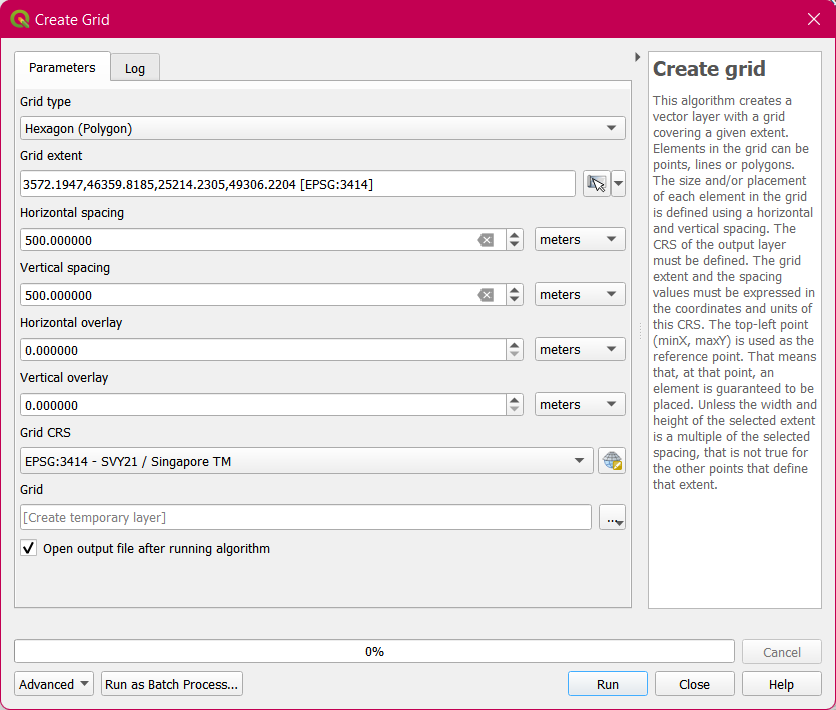 Create Grid
Parameters
Log
Grid type
Hexagon (Polygon)
Grid extent
3572.1947,46359.8185,25214.2305,49306.2204 [EPSG:3414]
Horizontal spacing
500.000000
meters
Vertical spacing
500.000000
meters
Horizontal overlay
0.000000
meters
Vertical overlay
0.000000
meters
Grid CRS
EPSG:3414 - SVY21 / Singapore TM
Grid
[Create temporary layer]
...
Open output file after running algorithm
Create grid
This algorithm creates a
vector layer with a grid
covering a given extent.
Elements in the grid can be
points, lines or polygons.
The size and/or placement
of each element in the grid
is defined using a horizontal
and vertical spacing. The
CRS of the output layer
must be defined. The grid
extent and the spacing
values must be expressed in
the coordinates and units of
this CRS. The top-left point
(minX, maxY) is used as the
reference point. That means
that, at that point, an
element is guaranteed to be
placed. Unless the width and
height of the selected extent
is a multiple of the selected
spacing, that is not true for
the other points that define
that extent.
0%
Cancel
Advanced
Run as Batch Process...
Run
Close
Help